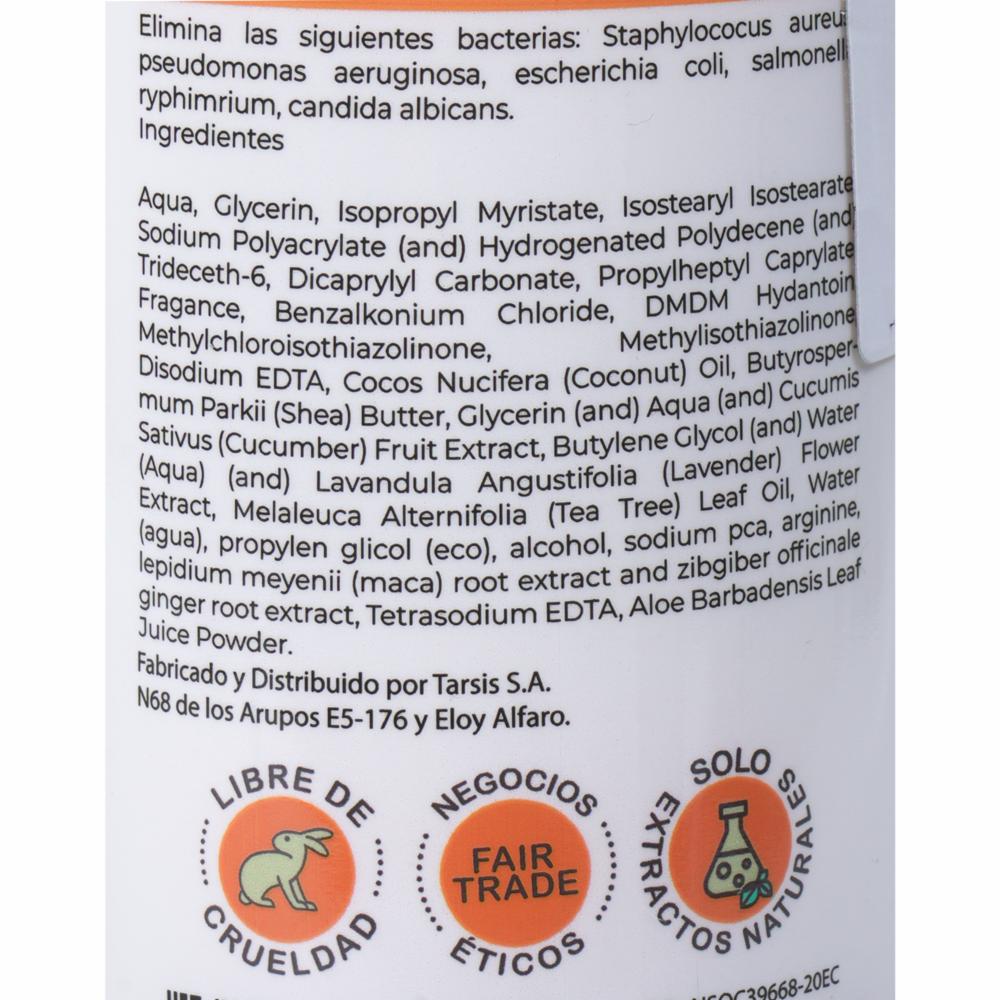 Elimina las siguientes bacterias: Staphylococus
pseudomonas aeruginosa, escherichia coli,
ryphimrium, candida albicans.
Ingredientes
Aqua, Glycerin, Isopropyl Myristate, Isostearyl Isostearate
Sodium Polyacrylate (and) Hydrogenated Polydecene (and)
Trideceth-6, Dicaprylyl Carbonate, Propylheptyl Caprylate
Fragance, Benzalkonium Chloride, DMDM Hydantoin
Methylchloroisothiazolinone, Methylisothiazolinone
Disodium EDTA, Cocos Nucifera (Coconut) Oil, Butyrosper-
mum Parkii (Shea) Butter, Glycerin (and) Aqua (and) Cucumis
Sativus (Cucumber) Fruit Extract, Butylene Glycol (and) Water
(Aqua) (and) Lavandula Angustifolia (Lavender) Flower
Extract, Melaleuca Alternifolia (Tea Tree) Leaf Oil, Water
(agua), propylen glicol (eco), alcohol, sodium pca, arginine,
lepidium meyenii (maca) root extract and zibgiber officinale
ginger root extract, Tetrasodium EDTA, Aloe Barbadensis Leaf
Juice Powder.
Fabricado y Distribuido por Tarsis S.A.
N68 de los Arupos E5-176 y Eloy Alfaro.
LIBRE DE
CRUELDAD
NEGOCIOS
FAIR
TRADE
ÉTICOS
SOLO
EXTRACTOS NATURALES